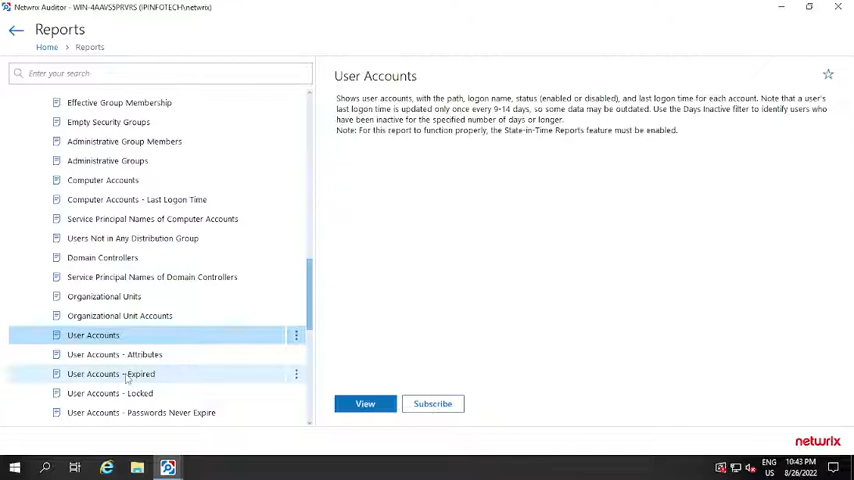 Netwrix Auditor - WIN-4AAVS5PRVRS (IPINFOTECH\netwrix)
Reports
Home > Reports
Enter your search
Effective Group Membership
Empty Security Groups
Administrative Group Members
Administrative Groups
Computer Accounts
Computer Accounts - Last Logon Time
Service Principal Names of Computer Accounts
Users Not in Any Distribution Group
Domain Controllers
Service Principal Names of Domain Controllers
Organizational Units
Organizational Unit Accounts
User Accounts
User Accounts - Attributes
User Accounts - Expired
User Accounts - Locked
User Accounts - Passwords Never Expire
User Accounts
Shows user accounts, with the path, logon name, status (enabled or disabled), and last logon time for each account. Note that a user's
last logon time is updated only once every 9-14 days, so some data may be outdated. Use the Days Inactive filter to identify users who
have been inactive for the specified number of days or longer.
Note: For this report to function properly, the State-in-Time Reports feature must be enabled.
View
Subscribe
netwrix
ENG
US
10:43 PM
8/26/2022